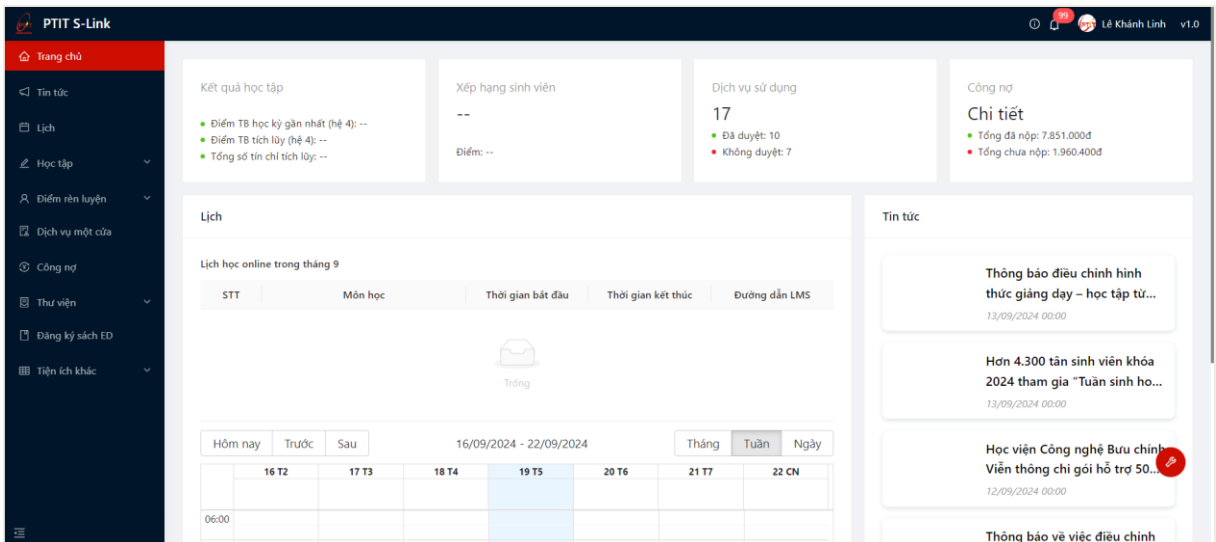 PTIT S-Link
99
Lê Khánh Linh
v1.0
Trang chủ
Tin tức
Lịch
Học tập
Điểm rèn luyện
Dịch vụ một cửa
Công nợ
Thư viện
Đăng ký sách ED
Tiện ích khác
Kết quả học tập
Điểm TB học kỳ gần nhất (hệ 4): --
Điểm TB tích lũy (hệ 4): --
Tổng số tín chỉ tích lũy: --
Xếp hạng sinh viên
--
Điểm: --
Dịch vụ sử dụng
17
Đã duyệt: 10
Không duyệt: 7
Công nợ
Chi tiết
Tổng đã nộp: 7.851.000đ
Tổng chưa nộp: 1.960.400đ
Lịch
Lịch học online trong tháng 9
STT Môn học Thời gian bắt đầu Thời gian kết thúc Đường dẫn LMS
Trống
Hôm nay Trước Sau 16/09/2024 - 22/09/2024 Tháng Tuần Ngày
16 T2 17 T3 18 T4 19 T5 20 T6 21 T7 22 CN
06:00
Tin tức
Thông báo điều chỉnh hình
thức giảng dạy – học tập từ...
13/09/2024 00:00
Hơn 4.300 tân sinh viên khóa
2024 tham gia "Tuần sinh ho...
13/09/2024 00:00
Học viện Công nghệ Bưu chính
Viễn thông chi gói hỗ trợ 50...
12/09/2024 00:00
Thông báo về việc điều chỉnh